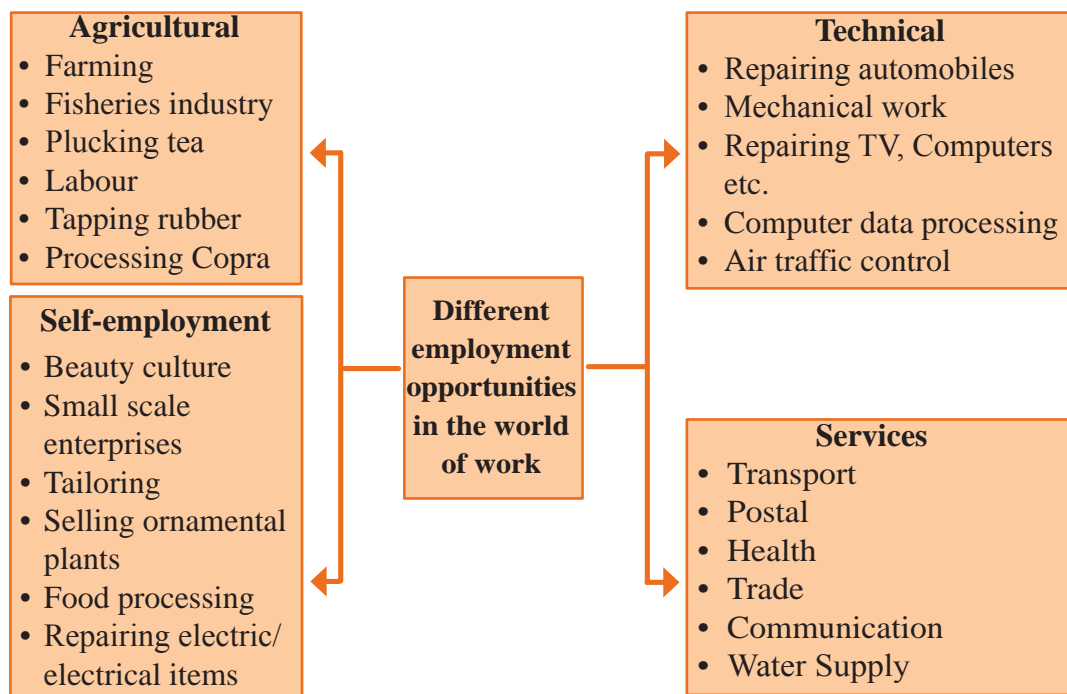 Agricultural
• Farming
• Fisheries industry
• Plucking tea
• Labour
• Tapping rubber
• Processing Copra
Self-employment
• Beauty culture
• Small scale
enterprises
• Tailoring
• Selling ornamental
plants
• Food processing
• Repairing electric/
electrical items
Different
employment
opportunities
in the world
of work
Technical
• Repairing automobiles
• Mechanical work
• Repairing TV, Computers
etc.
• Computer data processing
• Air traffic control
Services
• Transport
• Postal
• Health
• Trade
• Communication
• Water Supply